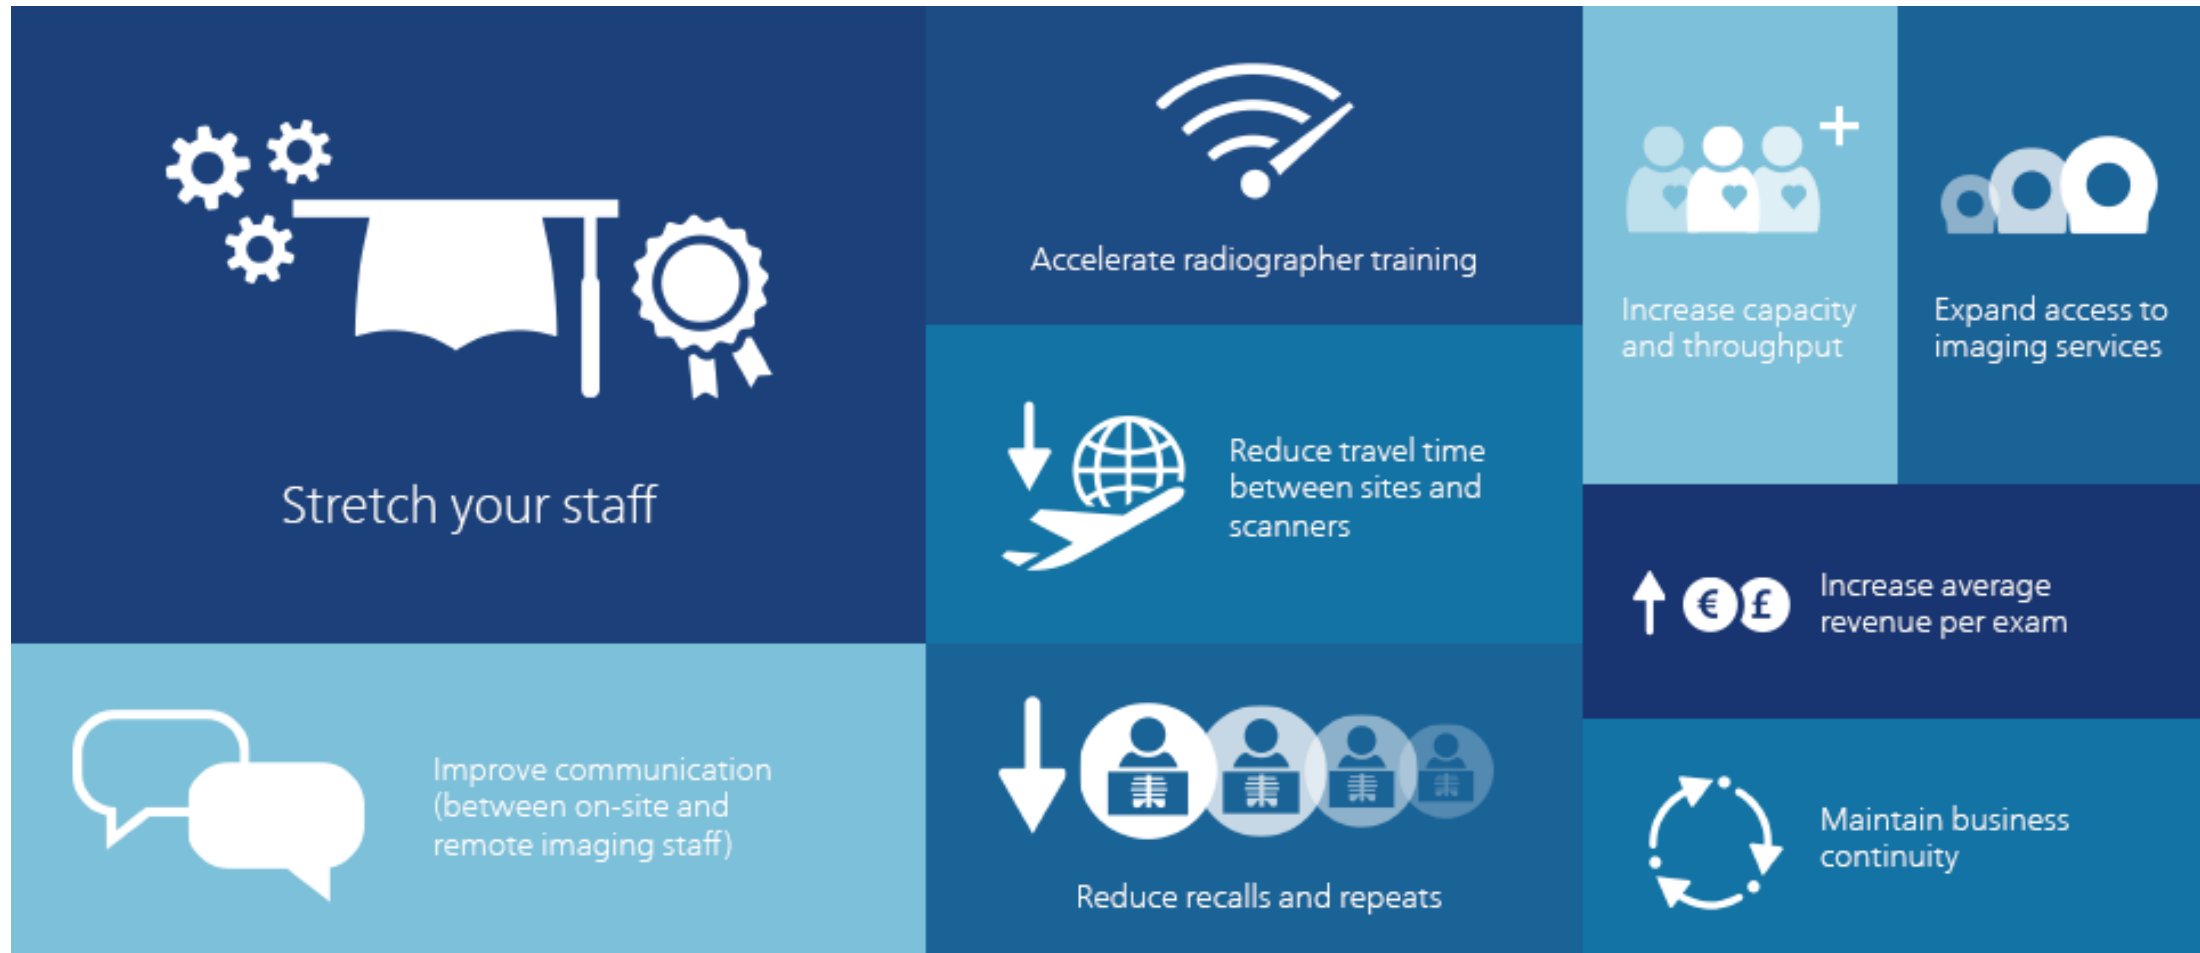 Stretch your staff
Improve communication
(between on-site and
remote imaging staff)
Accelerate radiographer training
Reduce travel time
between sites and
scanners
Reduce recalls and repeats
Increase capacity
and throughput
Expand access to
imaging services
€ £
Increase average
revenue per exam
Maintain business
continuity